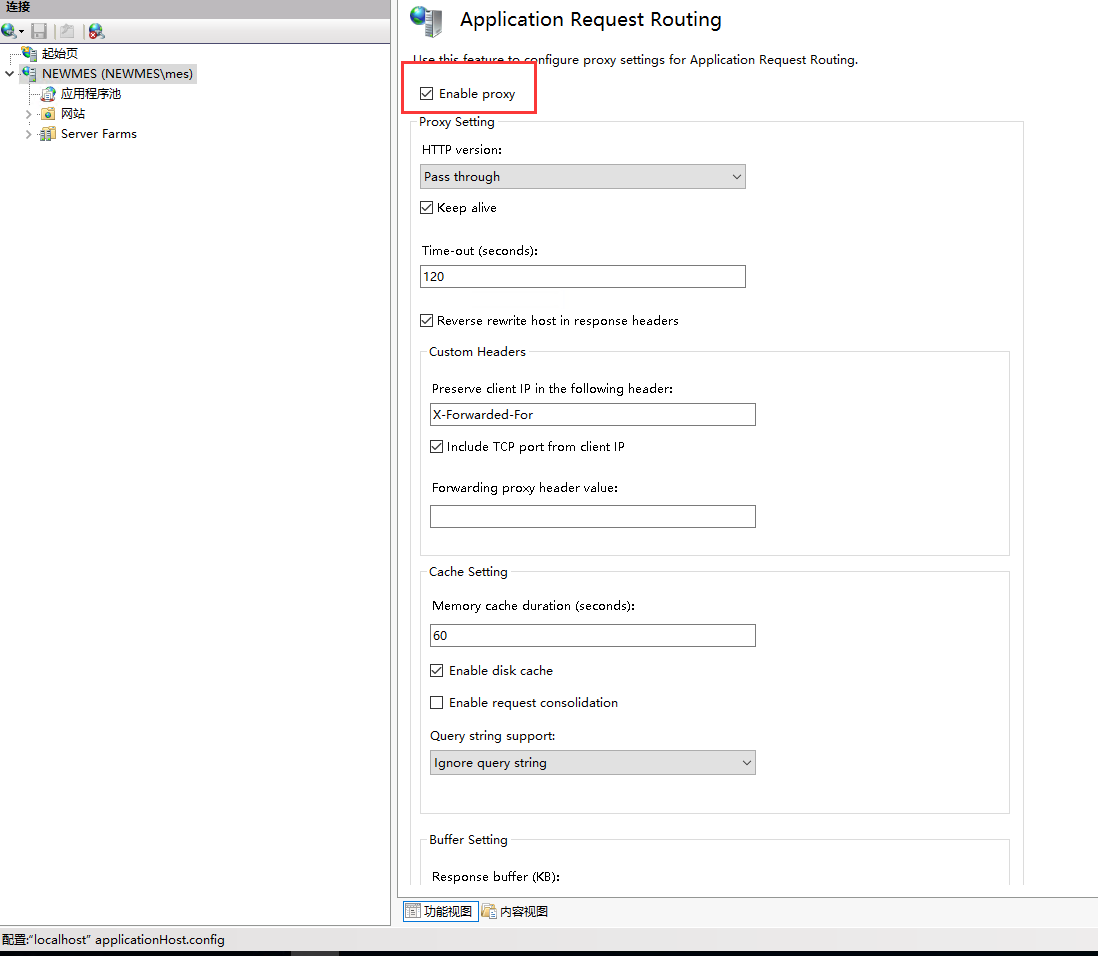 连接
起始页
NEWMES (NEWMES\mes)
应用程序池
网站
Server Farms
Application Request Routing
Use this feature to configure proxy settings for Application Request Routing.
Enable proxy
Proxy Setting
HTTP version:
Pass through
Keep alive
Time-out (seconds):
120
Reverse rewrite host in response headers
Custom Headers
Preserve client IP in the following header:
X-Forwarded-For
Include TCP port from client IP
Forwarding proxy header value:
Cache Setting
Memory cache duration (seconds):
60
Enable disk cache
Enable request consolidation
Query string support:
Ignore query string
Buffer Setting
Response buffer (KB):
功能视图 内容视图
配置:"localhost" applicationHost.config